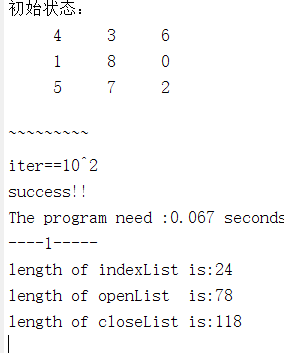 初始状态：
4 3 6
1 8 0
5 7 2
~~~~~~~~~
iter==10^2
success!!
The program need :0.067 seconds
----1-----
length of indexList is:24
length of openList  is:78
length of closeList is:118